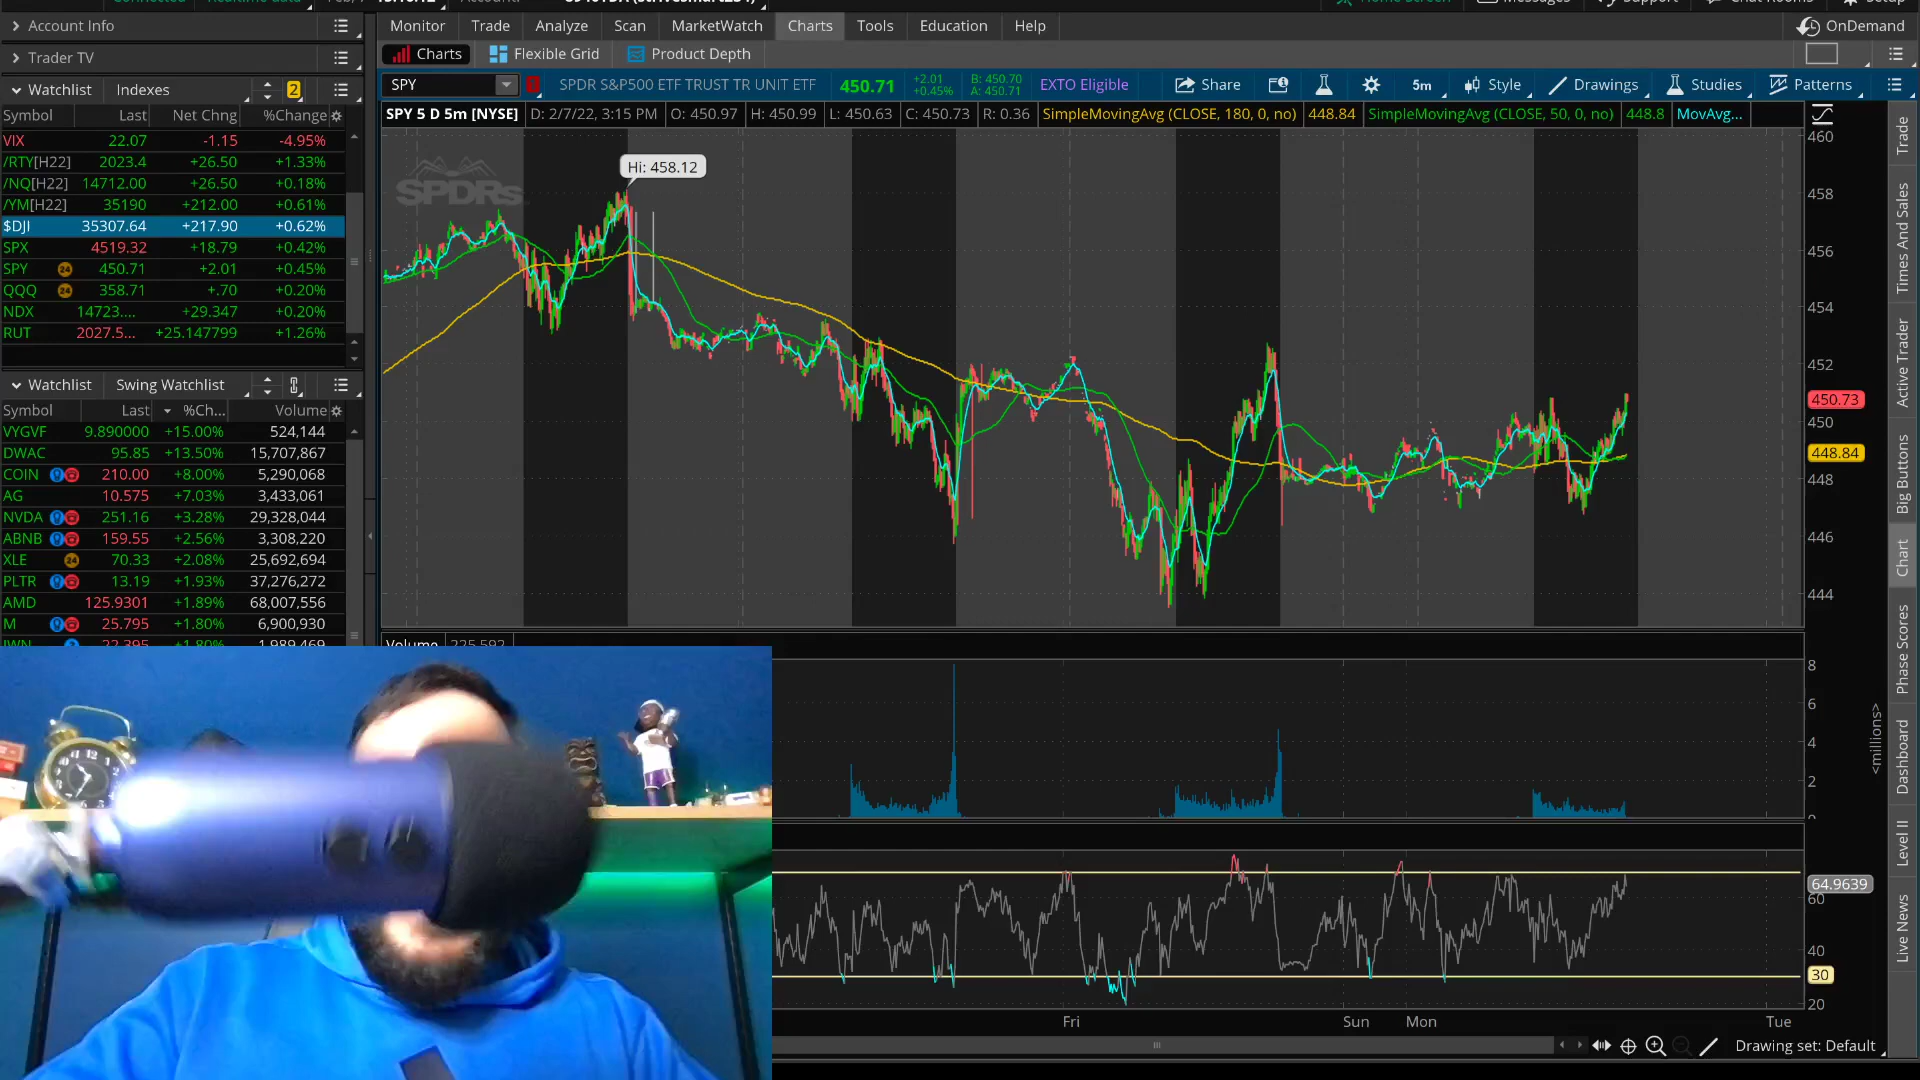 Account Info
Trader TV
Watchlist Indexes 2
Symbol Last Net Chng %Change
VIX 22.07 -1.15 -4.95%
/RTY[H22] 2023.4 +26.50 +1.33%
/NQ[H22] 14712.00 +26.50 +0.18%
/YM[H22] 35190 +212.00 +0.61%
$DJI 35307.64 +217.90 +0.62%
SPX 4519.32 +18.79 +0.42%
SPY 24 450.71 +2.01 +0.45%
QQQ 24 358.71 +.70 +0.20%
NDX 14723.... +29.347 +0.20%
RUT 2027.5... +25.147799 +1.26%
Watchlist Swing Watchlist
Symbol Last %Ch... Volume
VYGVF 9.890000 +15.00% 524,144
DWAC 95.85 +13.50% 15,707,867
COIN 210.00 +8.00% 5,290,068
AG 10.575 +7.03% 3,433,061
NVDA 251.16 +3.28% 29,328,044
ABNB 159.55 +2.56% 3,308,220
XLE 24 70.33 +2.08% 25,692,694
PLTR 13.19 +1.93% 37,276,272
AMD 125.9301 +1.89% 68,007,556
M 25.795 +1.80% 6,900,930
Monitor Trade Analyze Scan MarketWatch Charts Tools Education Help OnDemand
Charts Flexible Grid Product Depth
SPY SPDR S&P500 ETF TRUST TR UNIT ETF 450.71 +2.01 +0.45% B: 450.70 A: 450.71 EXTO Eligible Share 5m Style Drawings Studies Patterns
SPY 5 D 5m [NYSE] D: 2/7/22, 3:15 PM O: 450.97 H: 450.99 L: 450.63 C: 450.73 R: 0.36 SimpleMovingAvg (CLOSE, 180, 0, no) 448.84 SimpleMovingAvg (CLOSE, 50, 0, no) 448.8 MovAvg...
SPDRs
Hi: 458.12
460
458
456
454
452
450.73
450
448.84
448
446
444
Volume 225,592
8
6
4
2
<millions>
64.9639
60
40
30
20
Fri Sun Mon Tue
Drawing set: Default
Trade
Times And Sales
Active Trader
Big Buttons
Chart
Phase Scores
Dashboard
Level II
Live News